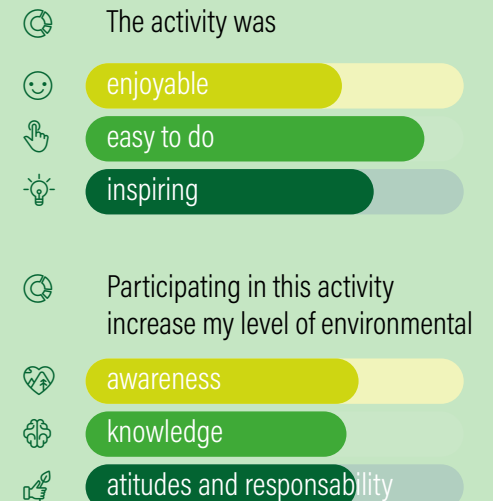 The activity was
enjoyable
easy to do
inspiring
Participating in this activity
increase my level of environmental
awareness
knowledge
atitudes and responsability